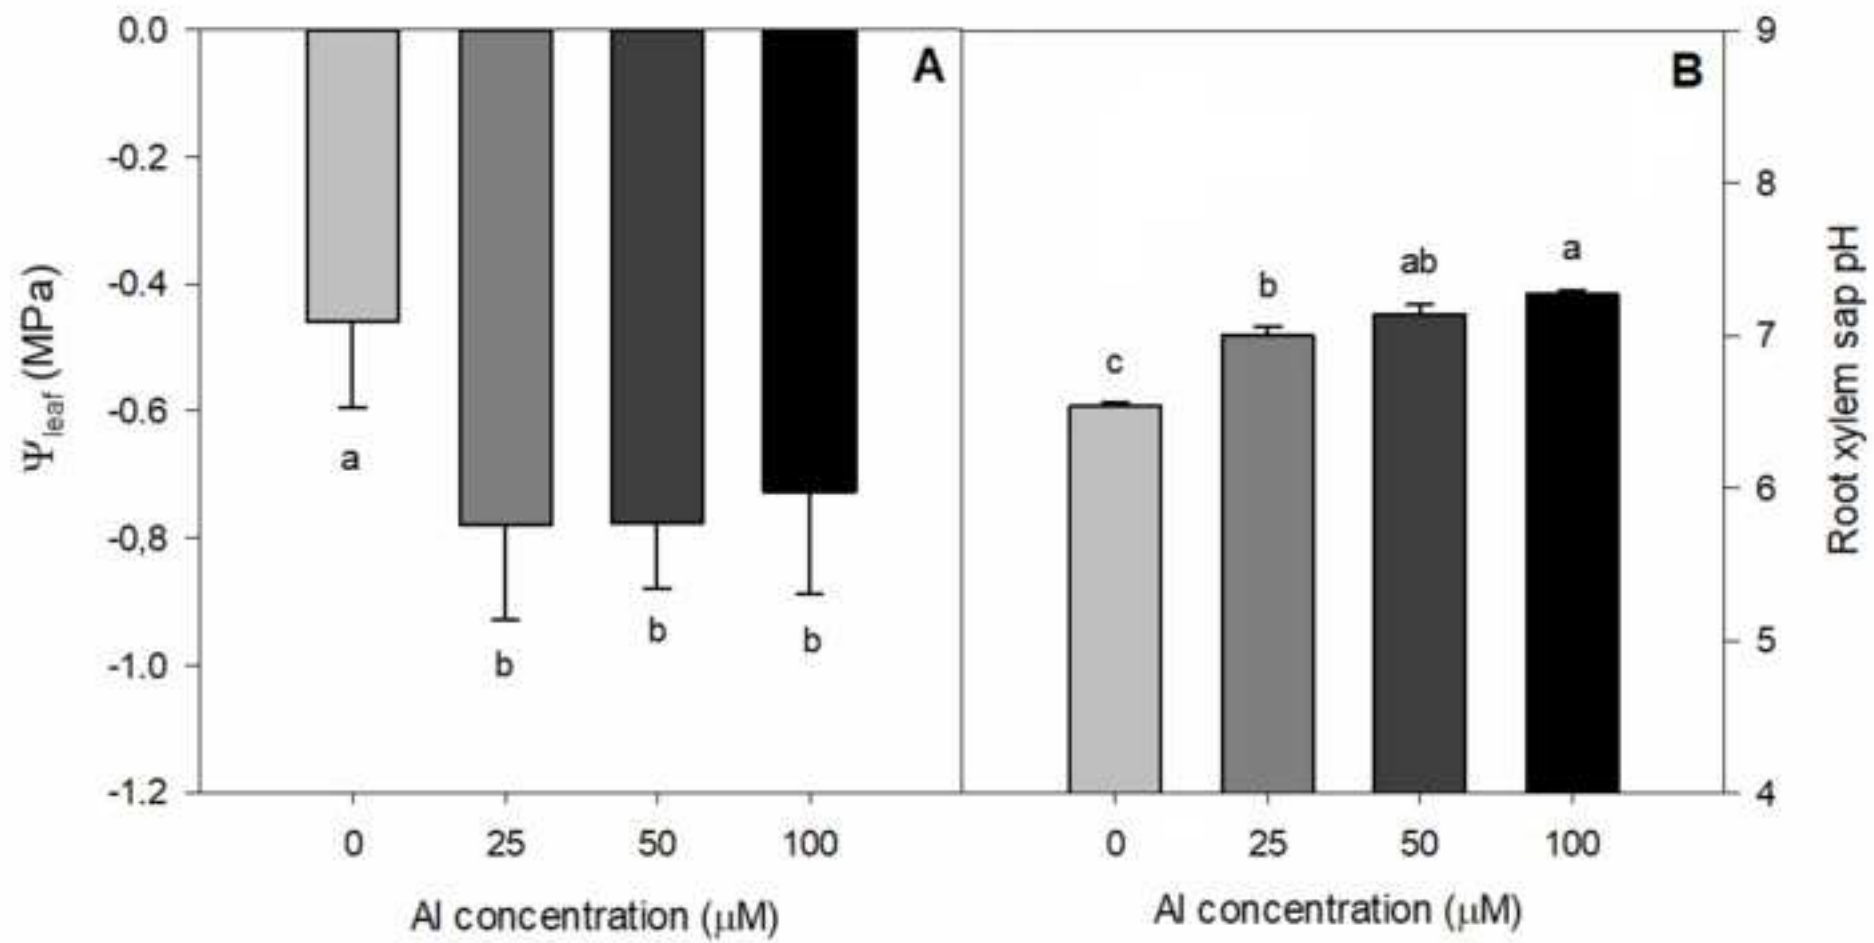 0.0
-0.2
-0.4
-0.6
-0,8
-1.0
-1.2
Ψleaf (MPa)
A
a
b
b
b
0 25 50 100
Al concentration (μM)
B
c
b
ab
a
9
8
7
6
5
4
Root xylem sap pH
0 25 50 100
Al concentration (μM)